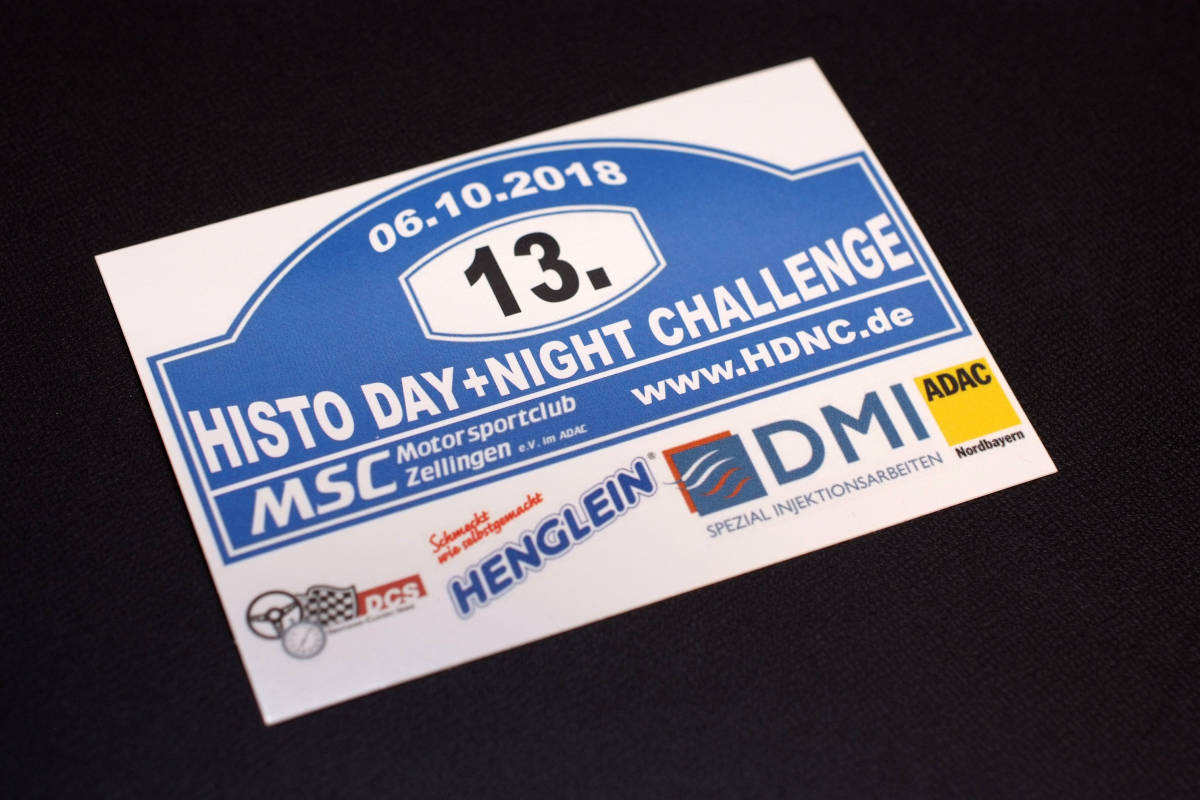 06.10.2018
13.
HISTO DAY+NIGHT CHALLENGE
MSC Motorsportclub
Zellingen e.V. im ADAC
www.HDNC.de
ADAC
Nordbayern
DMI
SPEZIAL INJEKTIONSARBEITEN
Schmeckt
wie selbstgemacht
HENGLEIN®
DCS